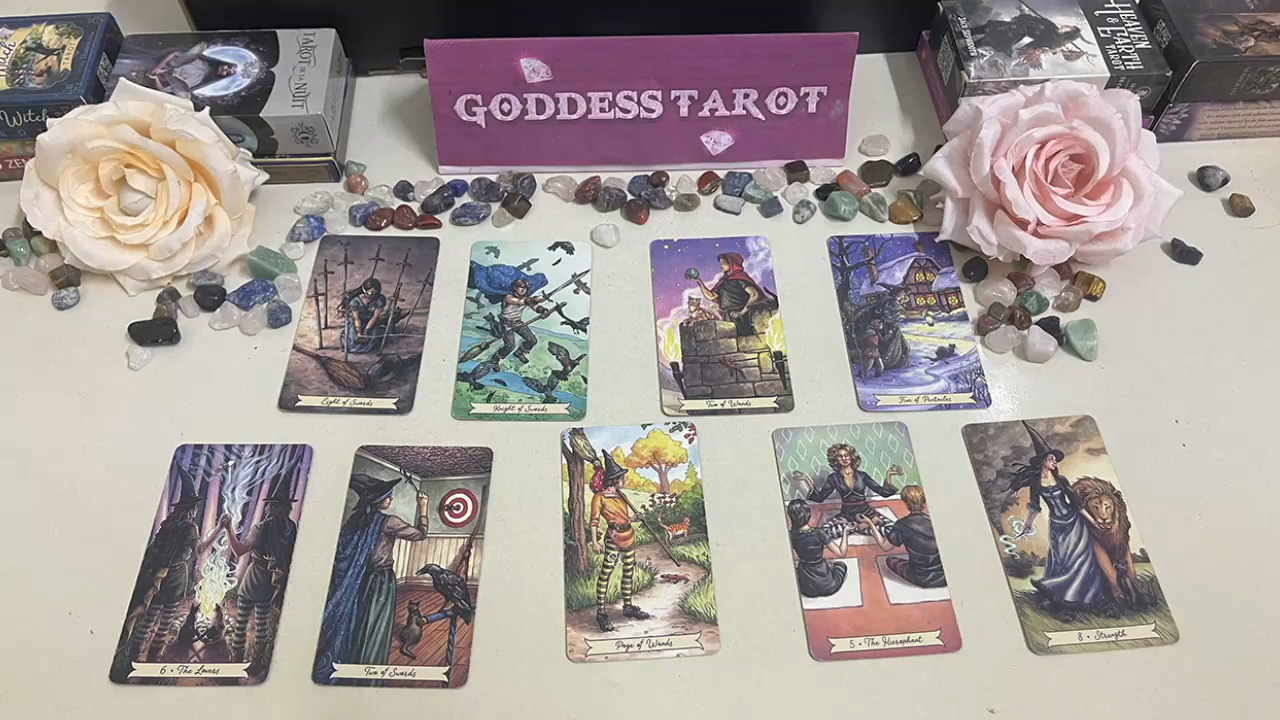 Witch
TAROT
DE LA
NUIT
HEAVEN
& EARTH
TAROT
GODDESS TAROT
Eight of Swords
Knight of Swords
Two of Wands
Five of Pentacles
6 • The Lovers
Two of Swords
Page of Wands
5 • The Hierophant
8 • Strength